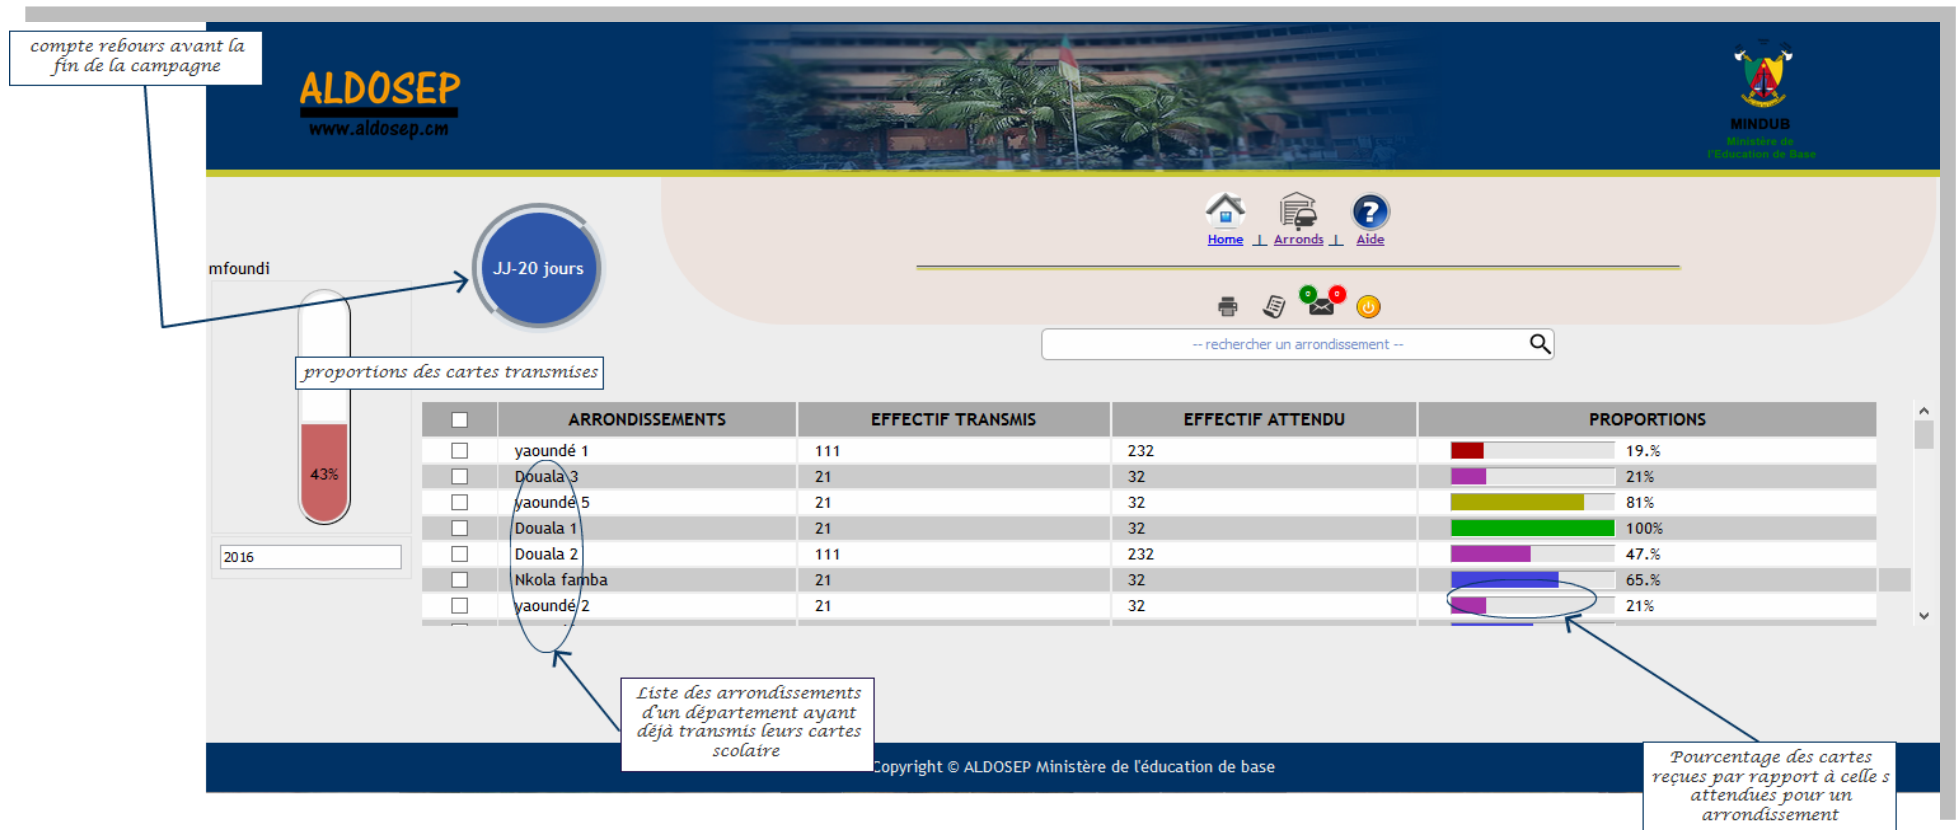 compte rebours avant la
fin de la campagne
ALDOSEP
www.aldosep.cm
MINDUB
Ministère de
l'Education de Base
Home Arronds Aide
mfoundi
JJ-20 jours
0 0
-- rechercher un arrondissement --
proportions des cartes transmises
43%
2016
ARRONDISSEMENTS EFFECTIF TRANSMIS EFFECTIF ATTENDU PROPORTIONS
yaoundé 1 111 232 19.%
Douala 3 21 32 21%
yaoundé 5 21 32 81%
Douala 1 21 32 100%
Douala 2 111 232 47.%
Nkola famba 21 32 65.%
yaoundé 2 21 32 21%
Liste des arrondissements
d'un département ayant
déjà transmis leurs cartes
scolaire
Copyright © ALDOSEP Ministère de l'éducation de base
Pourcentage des cartes
reçues par rapport à celle s
attendues pour un
arrondissement